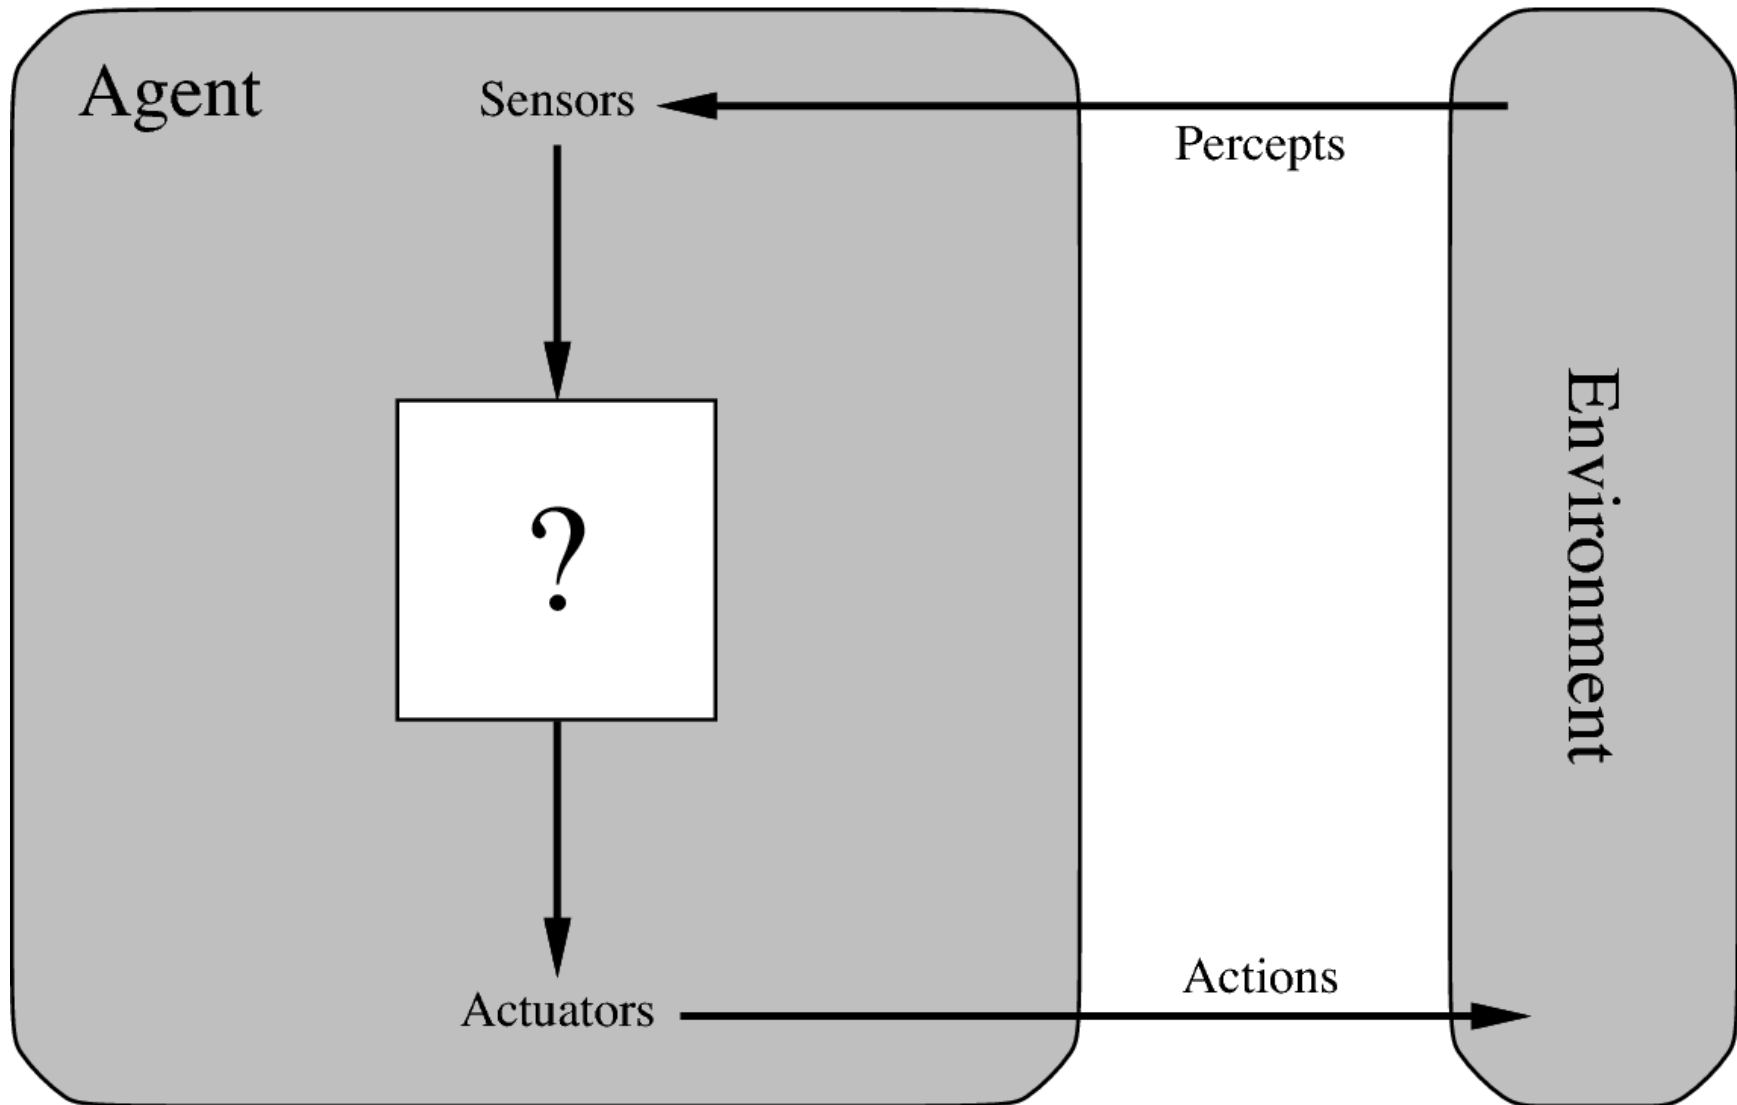 Agent
Sensors
Percepts
?
Environment
Actions
Actuators